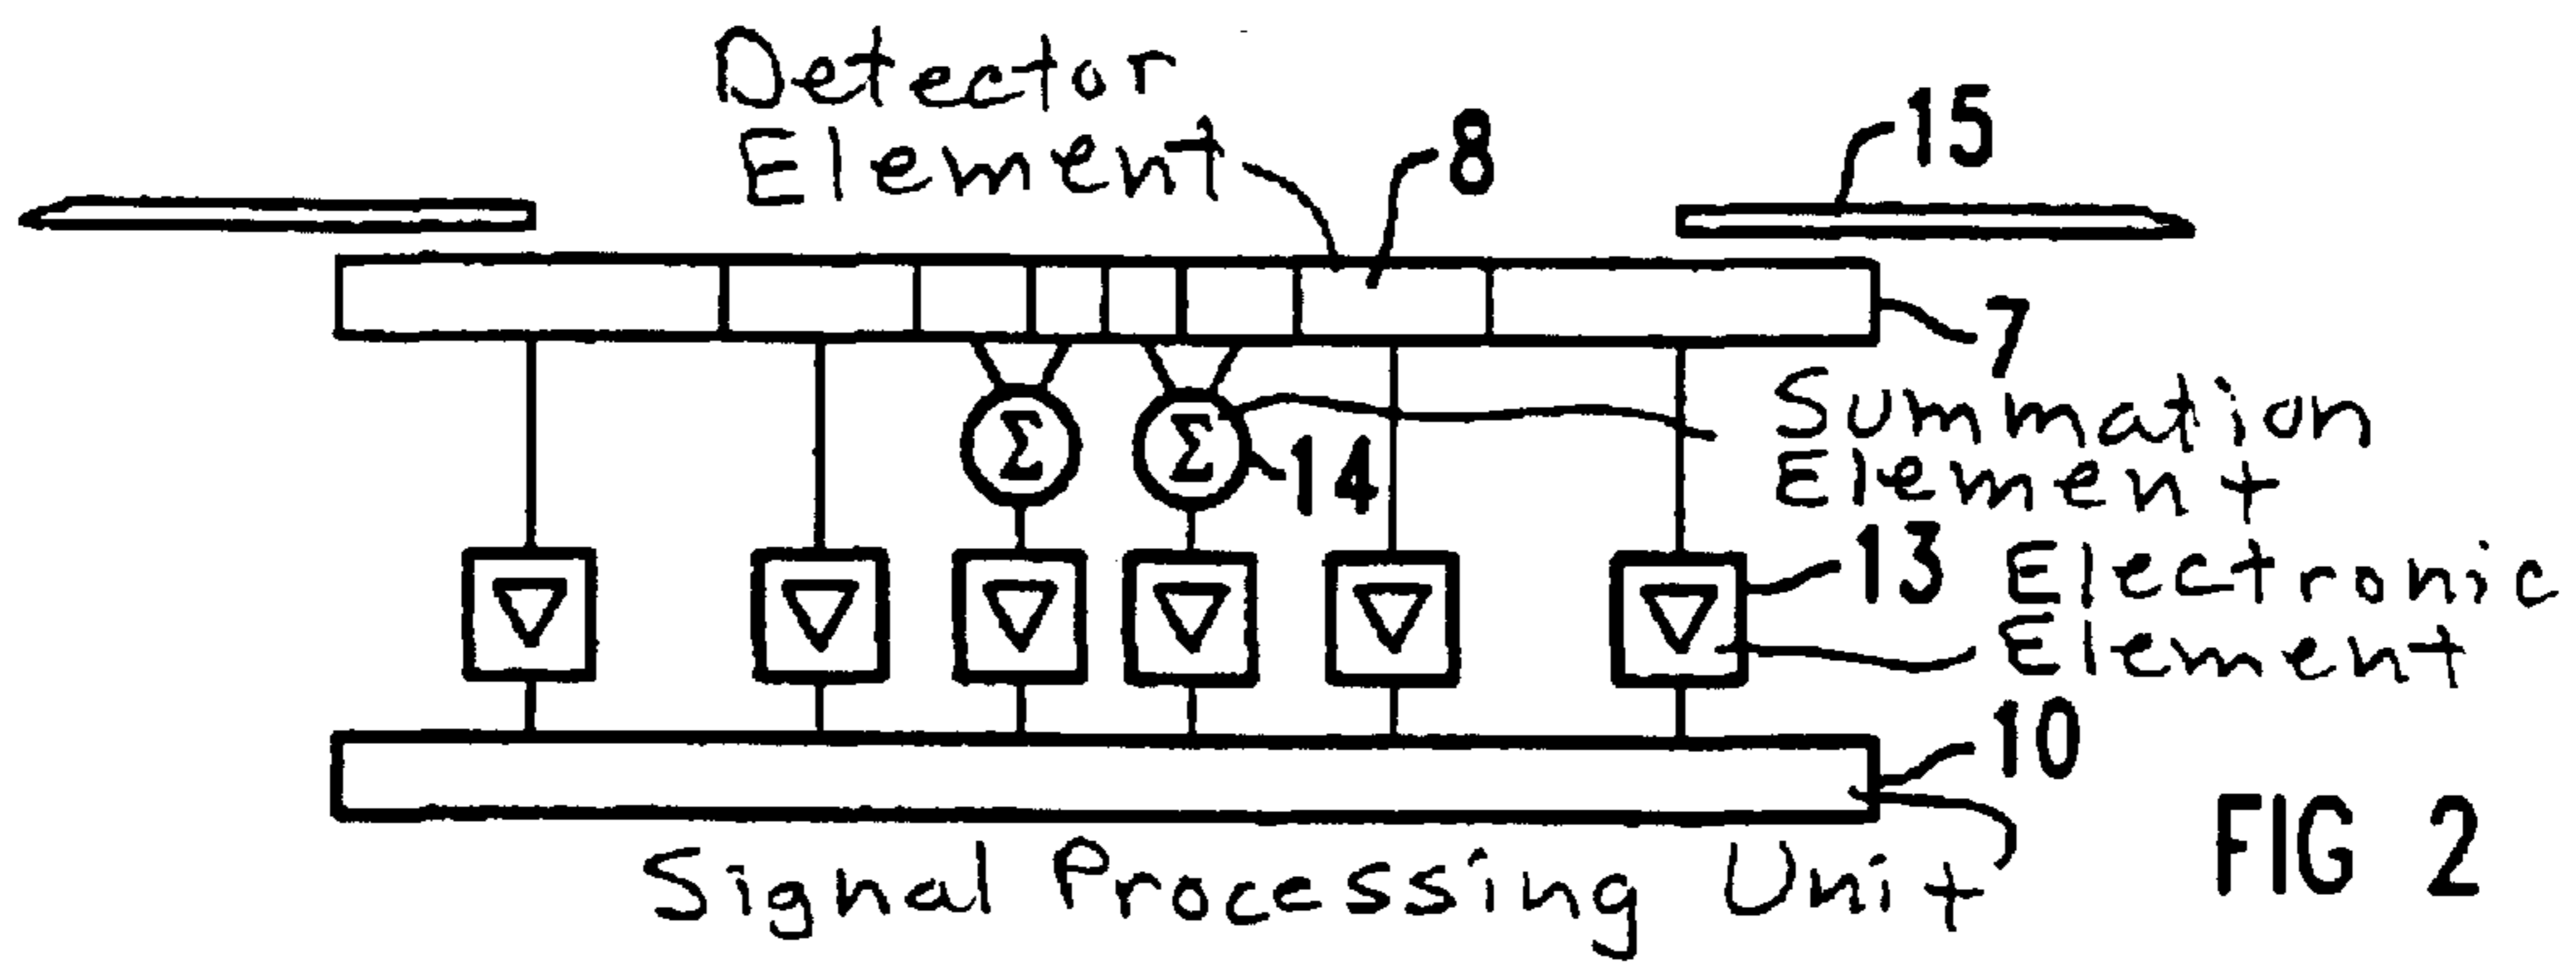 Detector
Element
8
15
7
Summation
Element
Σ
Σ
14
13
Electronic
Element
10
FIG 2
Signal Processing Unit